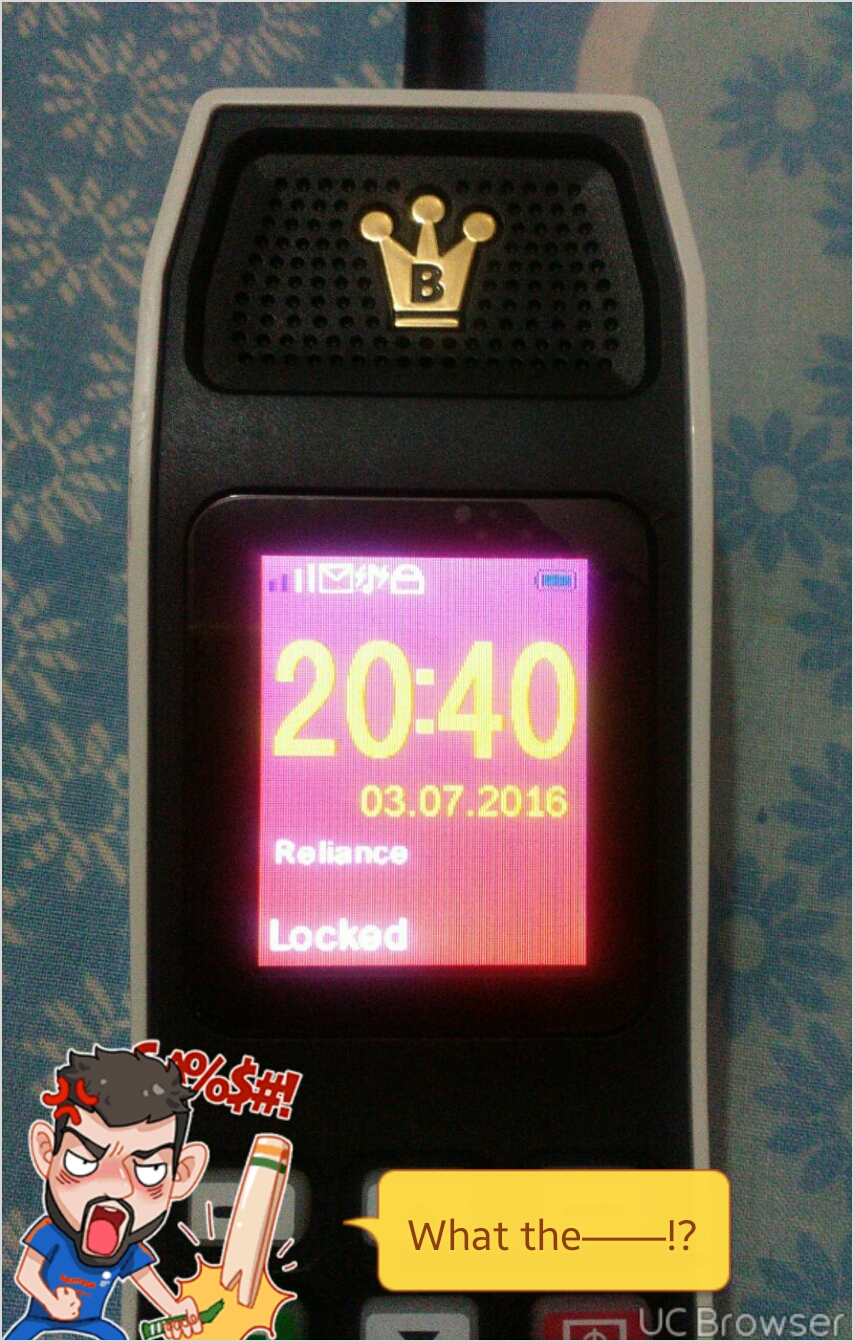 B
20:40
03.07.2016
Reliance
Locked
What the——!?
UC Browser